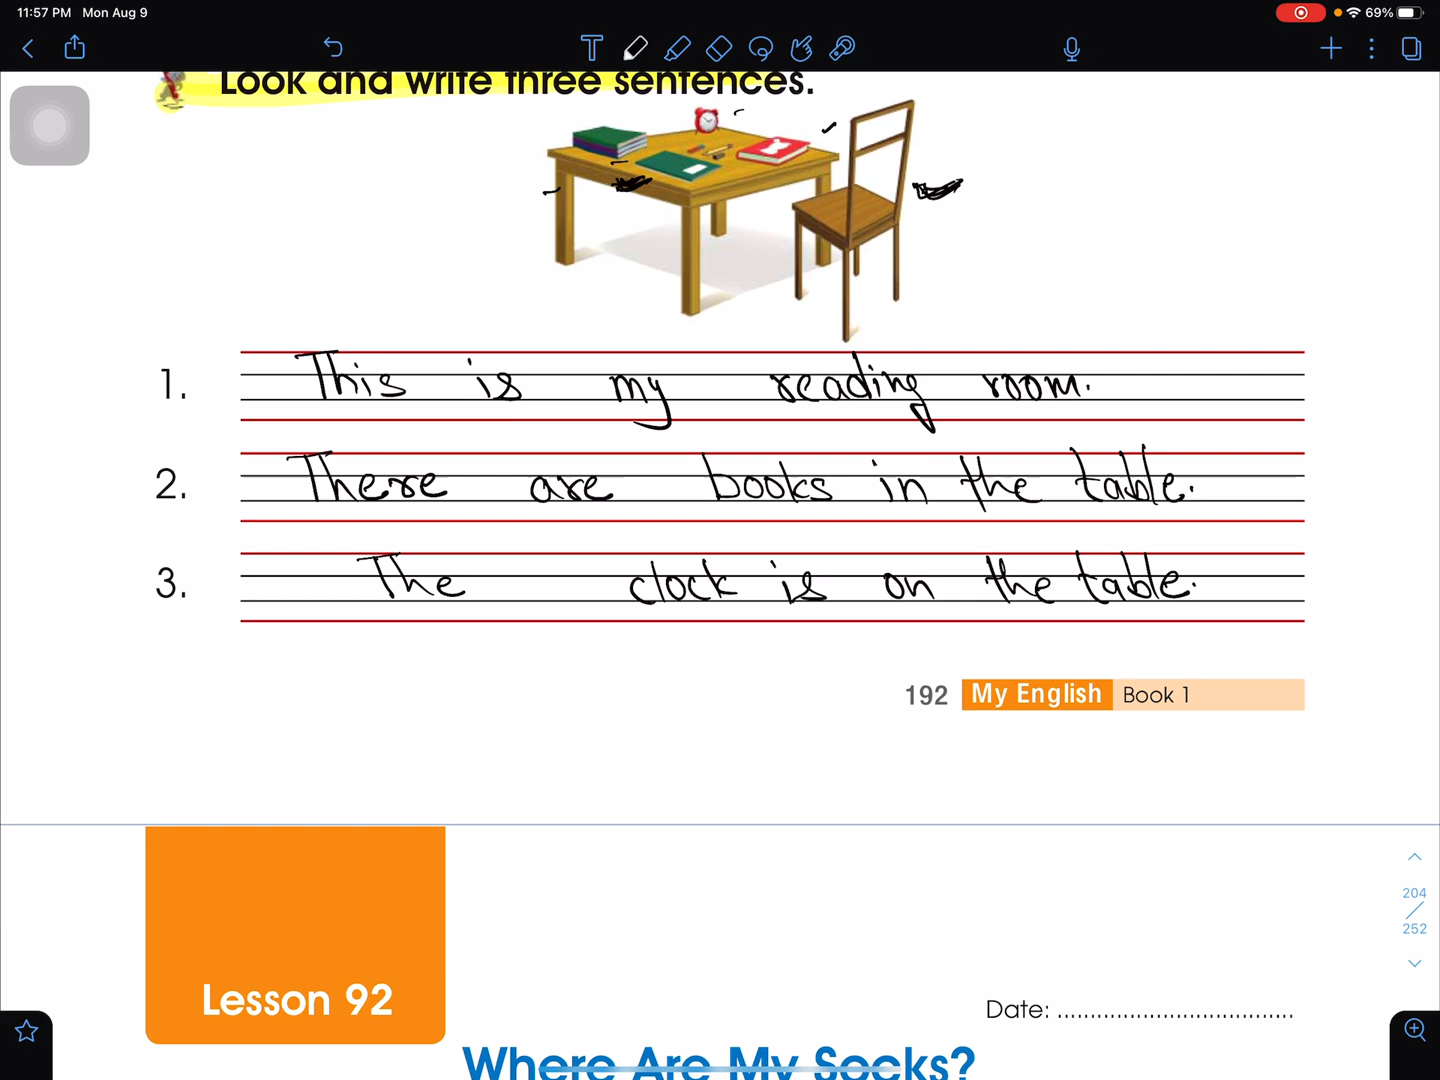 11:57 PM Mon Aug 9 69%
Look and write three sentences.
1. This is my reading room.
2. There are books in the table.
3. The clock is on the table.
192 My English Book 1
204
252
Lesson 92
Date: ....................................
Where Are My Socks?